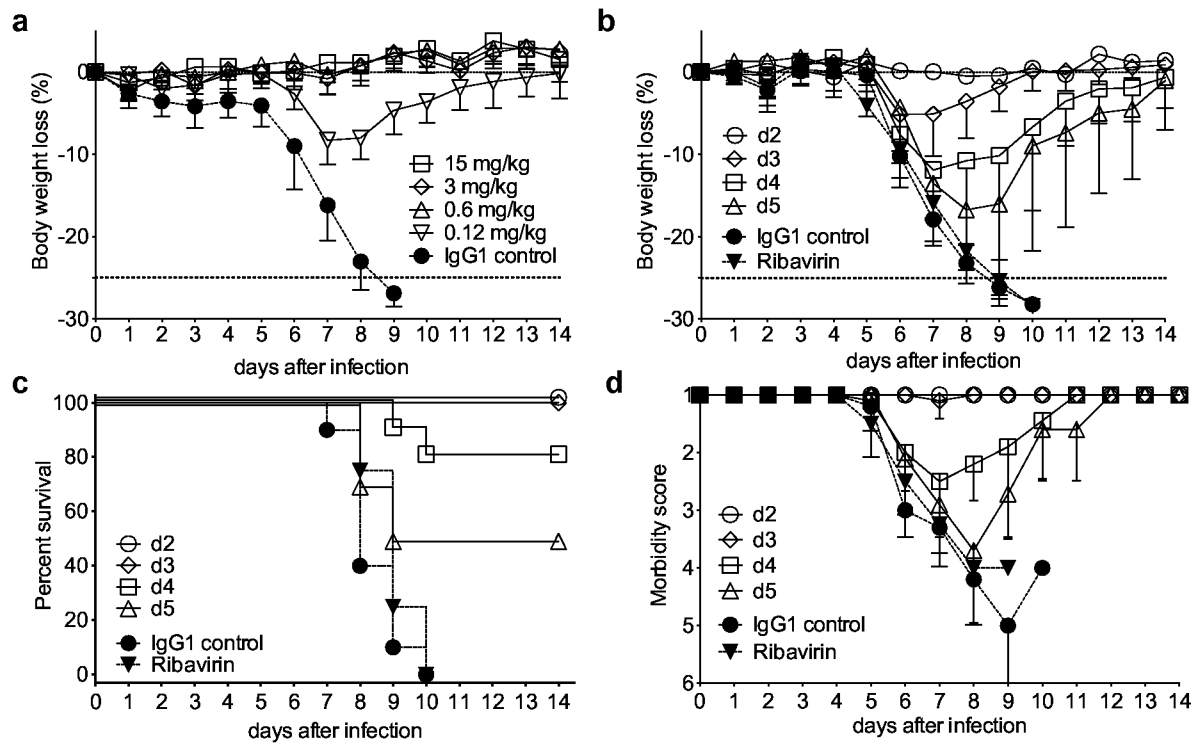 a
Body weight loss (%)
0
-10
-20
-30
15 mg/kg
3 mg/kg
0.6 mg/kg
0.12 mg/kg
IgG1 control
0 1 2 3 4 5 6 7 8 9 10 11 12 13 14
days after infection
b
Body weight loss (%)
0
-10
-20
-30
d2
d3
d4
d5
IgG1 control
Ribavirin
0 1 2 3 4 5 6 7 8 9 10 11 12 13 14
days after infection
c
Percent survival
100
80
60
40
20
0
d2
d3
d4
d5
IgG1 control
Ribavirin
0 1 2 3 4 5 6 7 8 9 10 11 12 13 14
days after infection
d
Morbidity score
1
2
3
4
5
6
d2
d3
d4
d5
IgG1 control
Ribavirin
0 1 2 3 4 5 6 7 8 9 10 11 12 13 14
days after infection